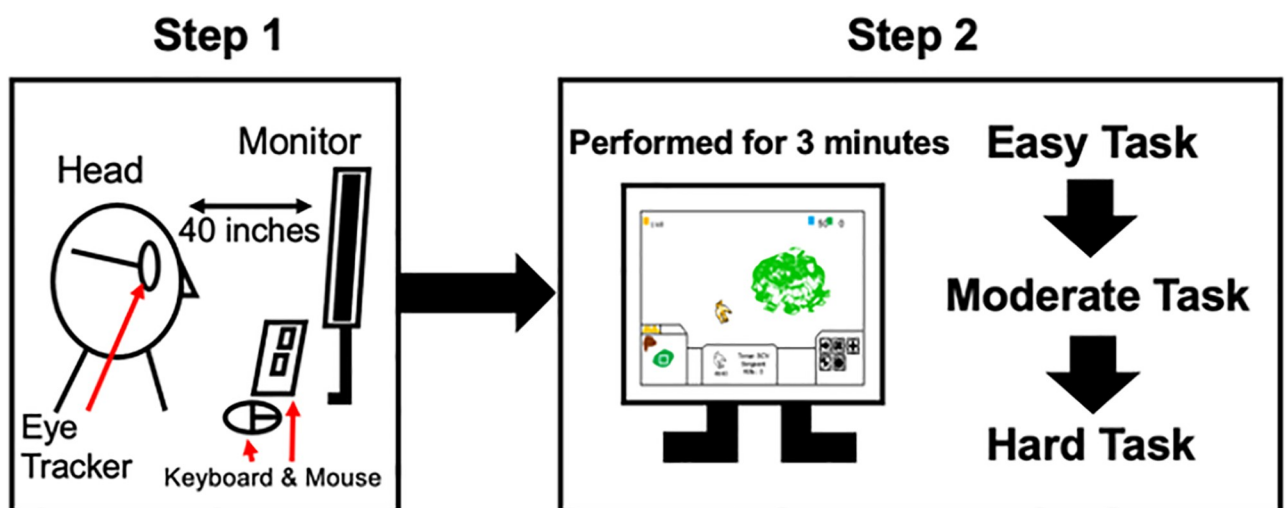 Step 1
Step 2
Monitor
Head
40 inches
Eye
Tracker
Keyboard & Mouse
Performed for 3 minutes
Easy Task
Moderate Task
Hard Task